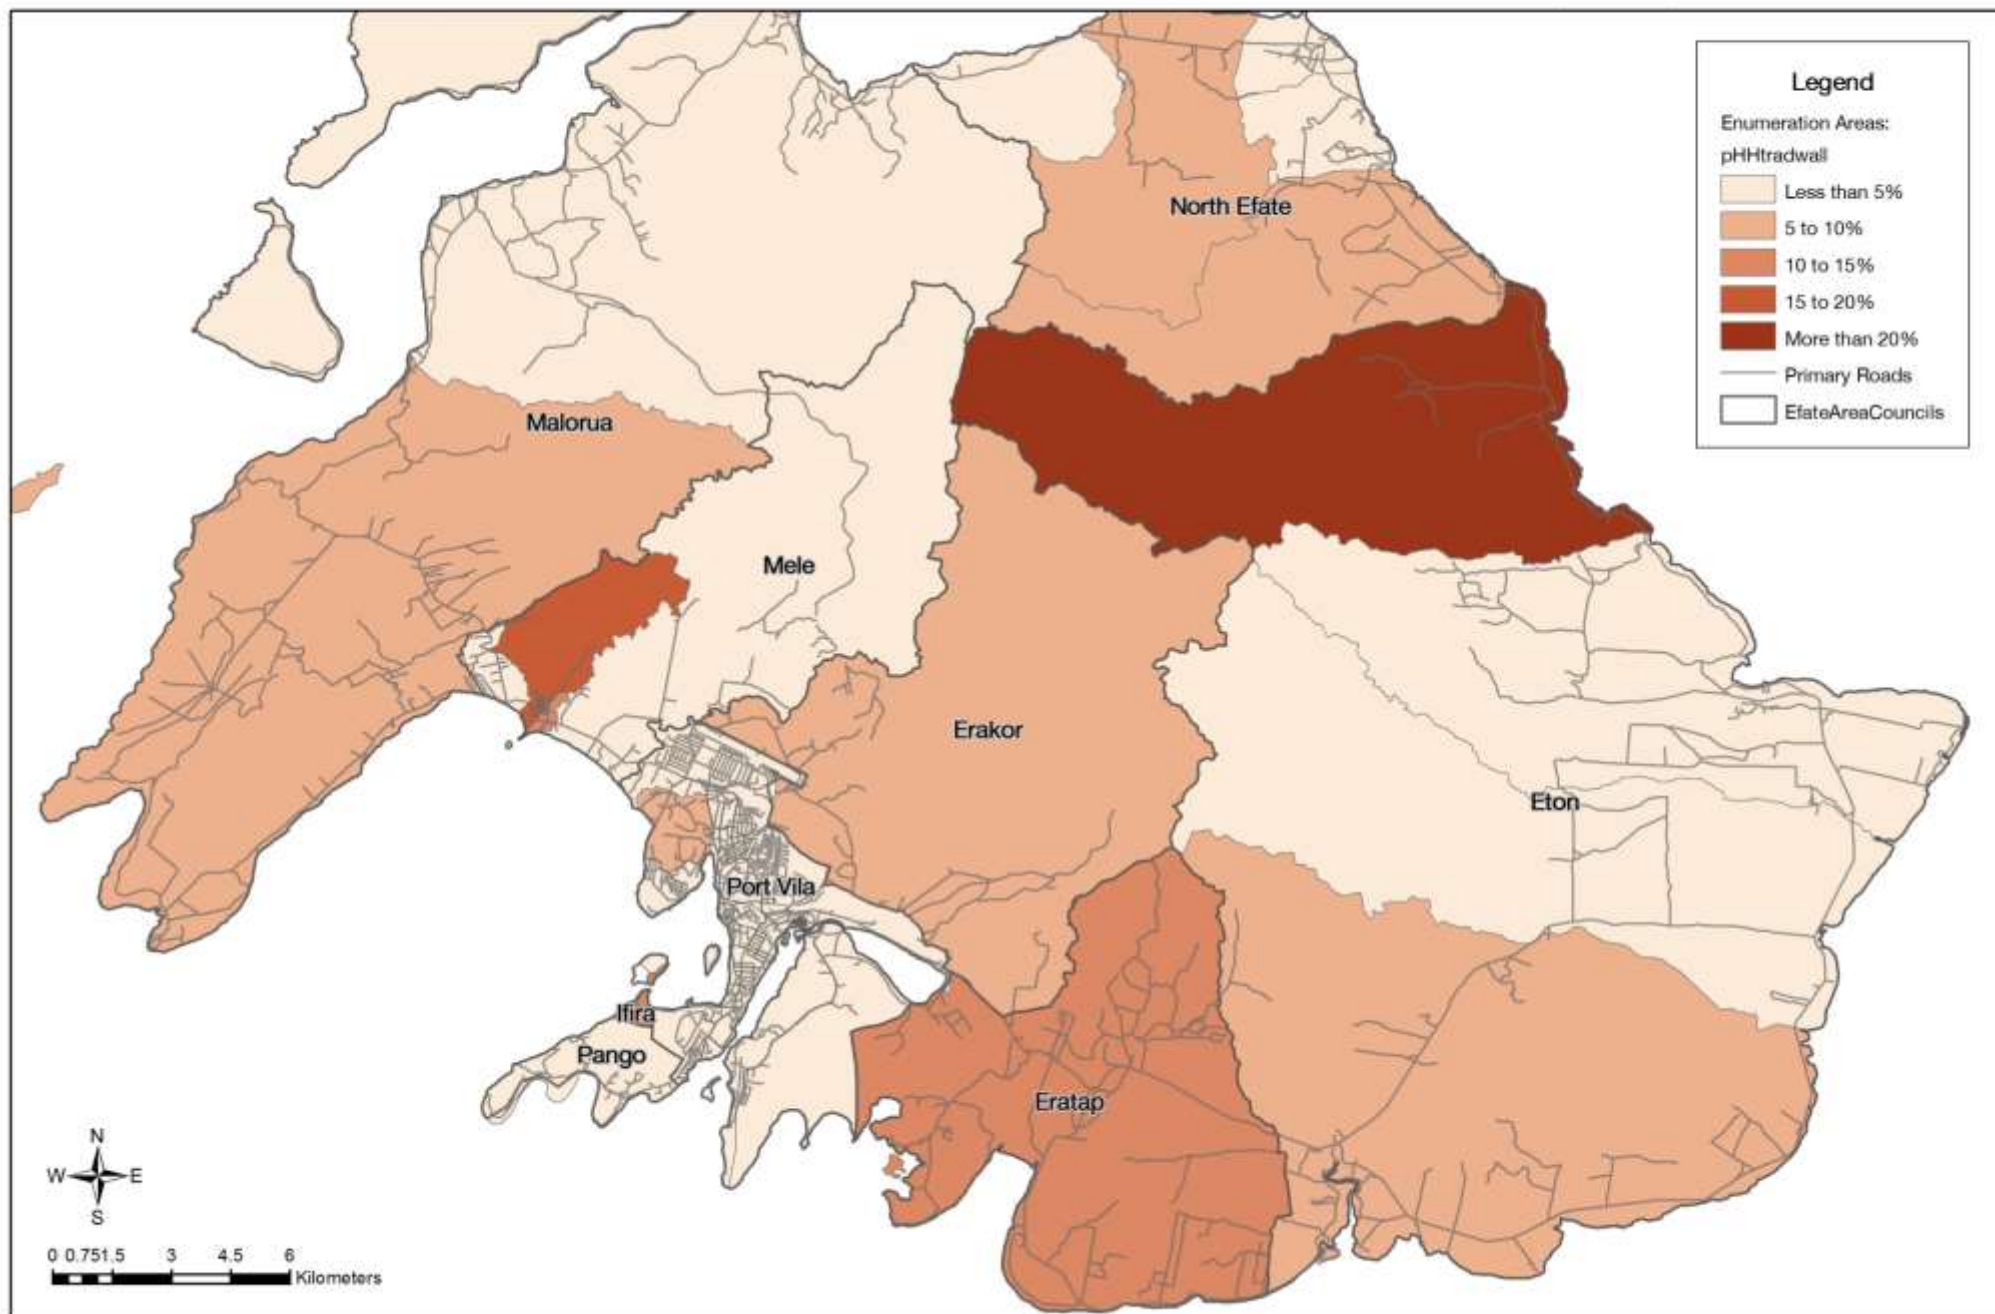 Legend
Enumeration Areas:
pHHtradwall
Less than 5%
5 to 10%
10 to 15%
15 to 20%
More than 20%
Primary Roads
EfateAreaCouncils
North Efate
Malorua
Mele
Erakor
Eton
Port Vila
Ifira
Pango
Eratap
N
W E
S
0 0.751.5 3 4.5 6
Kilometers